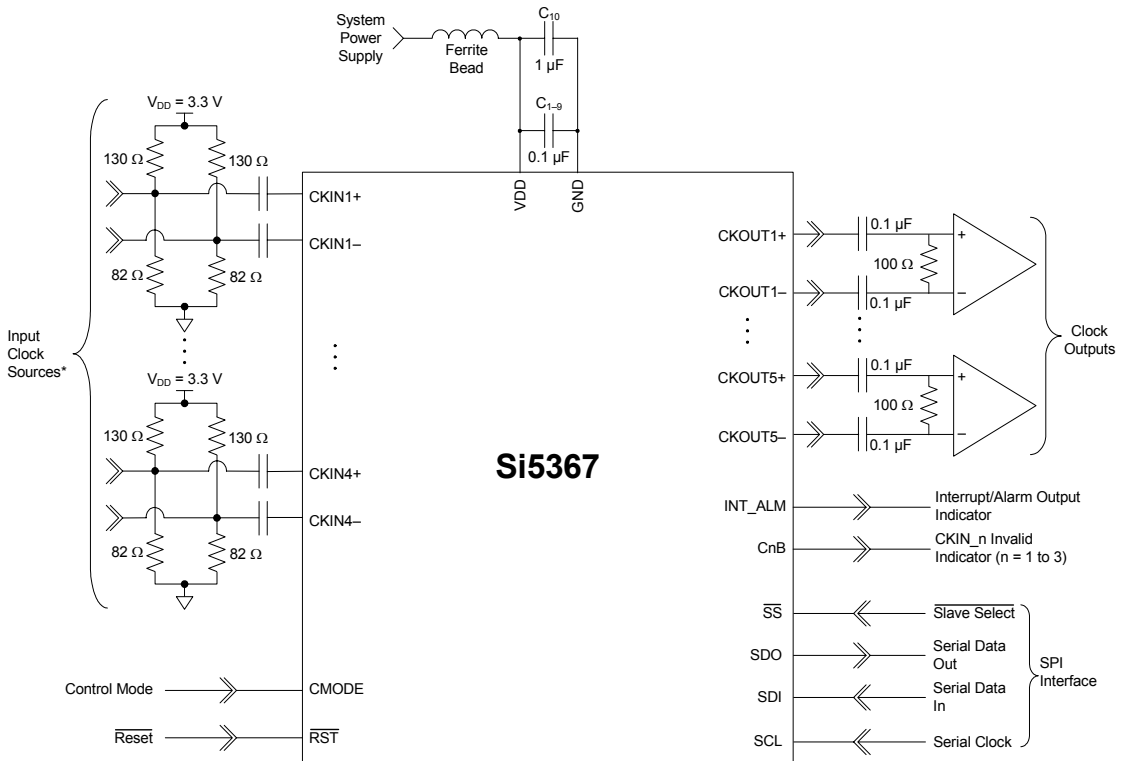 System
Power
Supply
Ferrite
Bead
C10
1 µF
C1–9
0.1 µF
VDD = 3.3 V
130 Ω
130 Ω
82 Ω
82 Ω
Input
Clock
Sources*
VDD = 3.3 V
130 Ω
130 Ω
82 Ω
82 Ω
Control Mode
Reset
VDD
GND
CKIN1+
CKIN1–
CKIN4+
CKIN4–
CMODE
RST
Si5367
CKOUT1+
CKOUT1–
CKOUT5+
CKOUT5–
INT_ALM
CnB
SS
SDO
SDI
SCL
0.1 µF
+
100 Ω
–
0.1 µF
0.1 µF
+
100 Ω
–
0.1 µF
Clock
Outputs
Interrupt/Alarm Output
Indicator
CKIN_n Invalid
Indicator (n = 1 to 3)
Slave Select
Serial Data
Out
Serial Data
In
Serial Clock
SPI
Interface